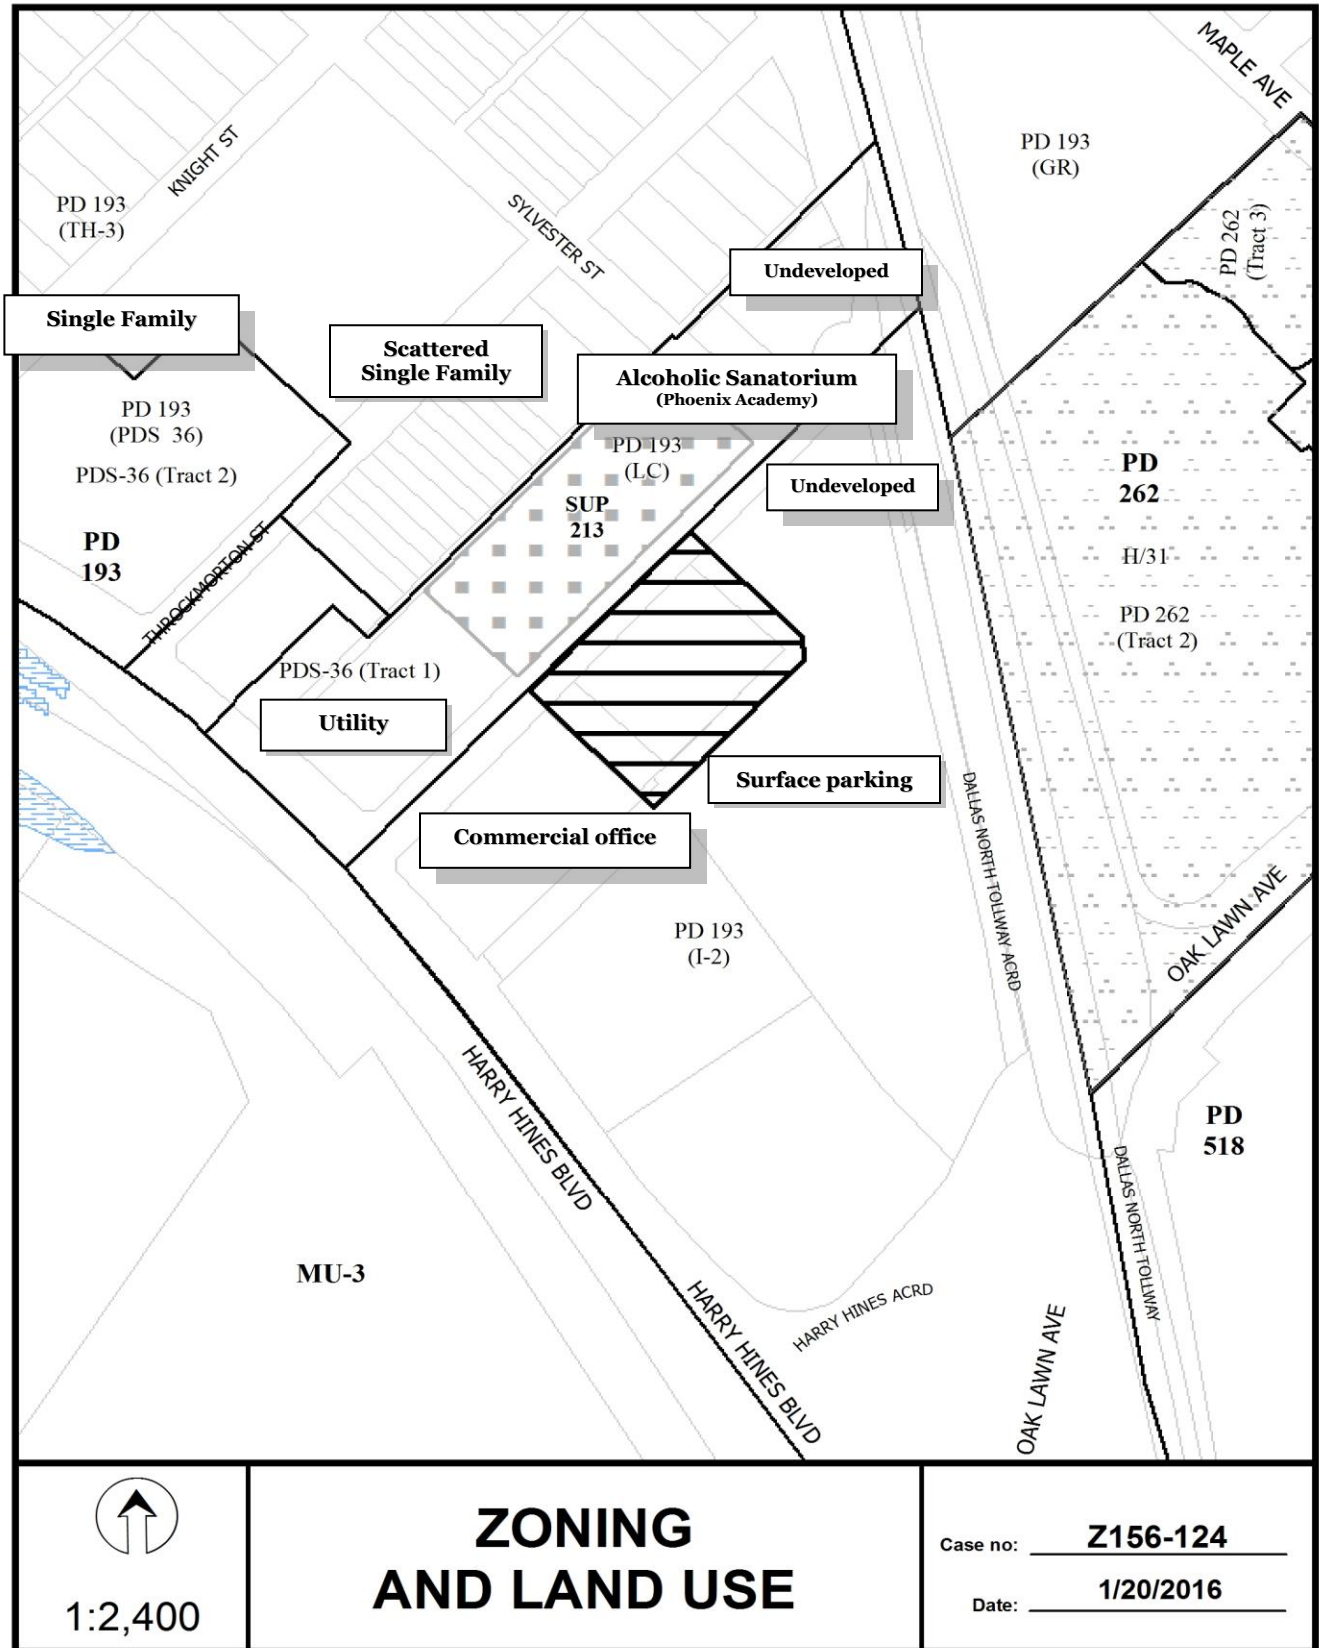 MAPLE AVE
PD 193
(GR)
KNIGHT ST
PD 193
(TH-3)
SYLVESTER ST
PD 262
(Tract 3)
Undeveloped
Single Family
Scattered
Single Family
Alcoholic Sanatorium
(Phoenix Academy)
PD 193
(PDS 36)
PDS-36 (Tract 2)
PD 193
(LC)
SUP
213
Undeveloped
PD
262
H/31
PD 262
(Tract 2)
PD
193
THROCKMORTON ST
PDS-36 (Tract 1)
Utility
Surface parking
Commercial office
DALLAS NORTH TOLLWAY ACRD
OAK LAWN AVE
PD 193
(I-2)
HARRY HINES BLVD
PD
518
DALLAS NORTH TOLLWAY
MU-3
HARRY HINES BLVD
HARRY HINES ACRD
OAK LAWN AVE
1:2,400
ZONING
AND LAND USE
Case no: Z156-124
Date: 1/20/2016